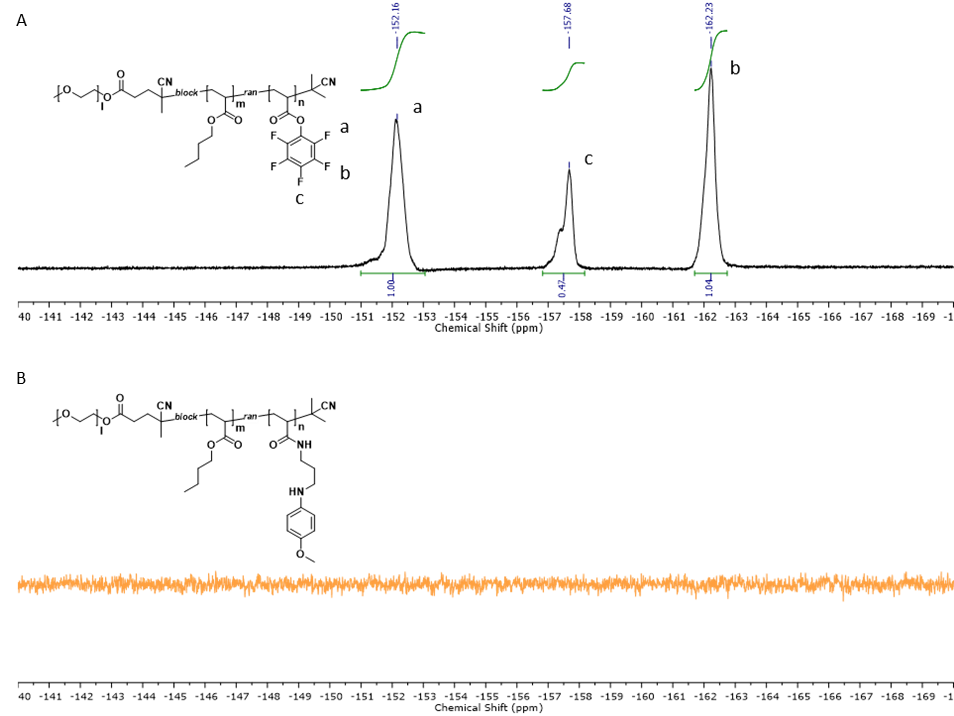 A
-152.16
-157.68
-162.23
a
c
b
O
O
l
O
CN
block
m
ran
n
CN
O
O
O
O
F
F
F
F
F
a
b
c
1.00
0.47
1.04
40 -141 -142 -143 -144 -145 -146 -147 -148 -149 -150 -151 -152 -153 -154 -155 -156 -157 -158 -159 -160 -161 -162 -163 -164 -165 -166 -167 -168 -169 -1
Chemical Shift (ppm)
B
O
O
l
O
CN
block
m
ran
n
CN
O
O
O
NH
HN
O
40 -141 -142 -143 -144 -145 -146 -147 -148 -149 -150 -151 -152 -153 -154 -155 -156 -157 -158 -159 -160 -161 -162 -163 -164 -165 -166 -167 -168 -169 -1
Chemical Shift (ppm)